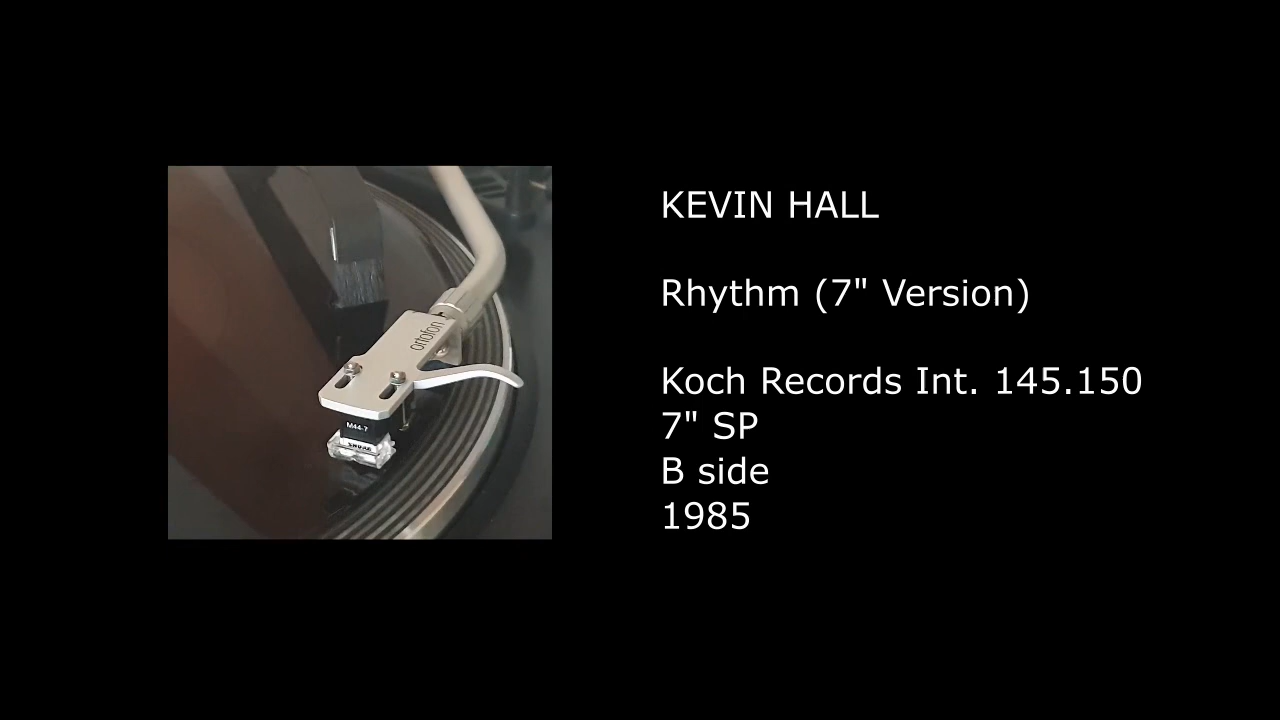 KEVIN HALL
Rhythm (7" Version)
Koch Records Int. 145.150
7" SP
B side
1985
ortofon
M44-7
SHURE